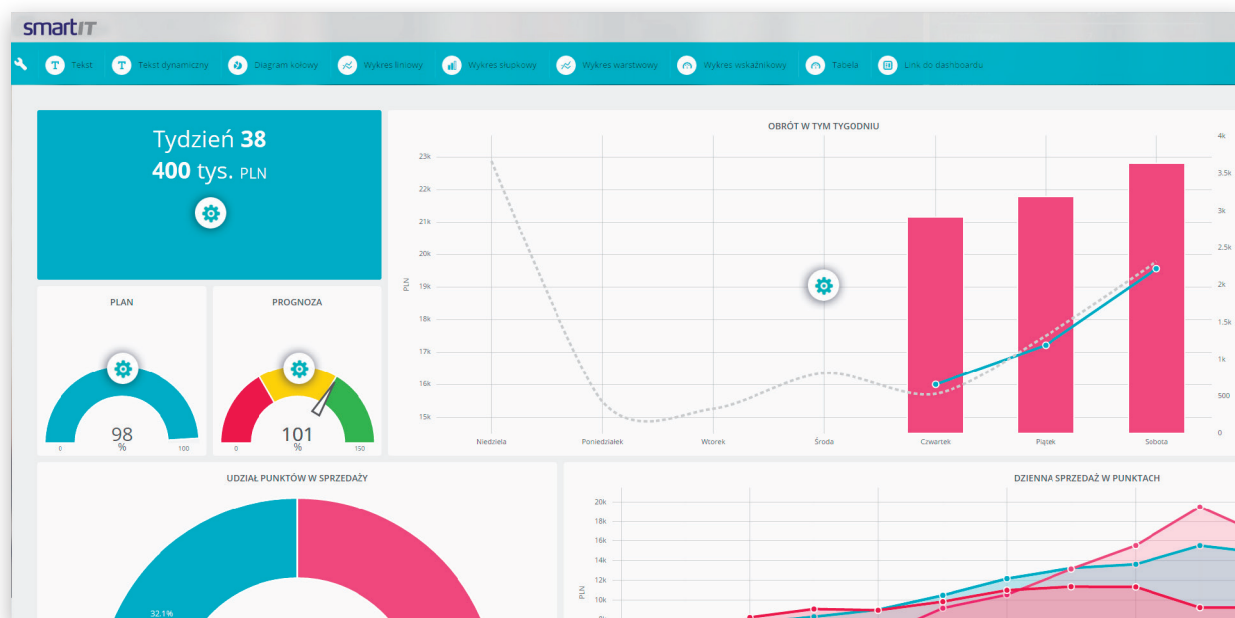 smartIT
Tekst
Tekst dynamiczny
Diagram kołowy
Wykres liniowy
Wykres słupkowy
Wykres warstwowy
Wykres wskaźnikowy
Tabela
Link do dashboardu
Tydzień 38
400 tys. PLN
PLAN
98
%
0
100
PROGNOZA
101
%
0
150
OBRÓT W TYM TYGODNIU
PLN
23k
22k
21k
20k
19k
18k
17k
16k
15k
4k
3.5k
3k
2.5k
2k
1.5k
1k
500
0
Niedziela
Poniedziałek
Wtorek
Środa
Czwartek
Piątek
Sobota
UDZIAŁ PUNKTÓW W SPRZEDAŻY
32.1%
DZIENNA SPRZEDAŻ W PUNKTACH
PLN
20k
18k
16k
14k
12k
10k